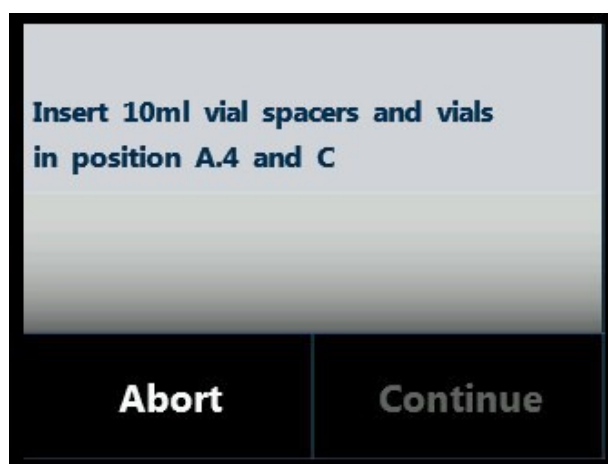 Insert 10ml vial spacers and vials
in position A.4 and C
Abort
Continue